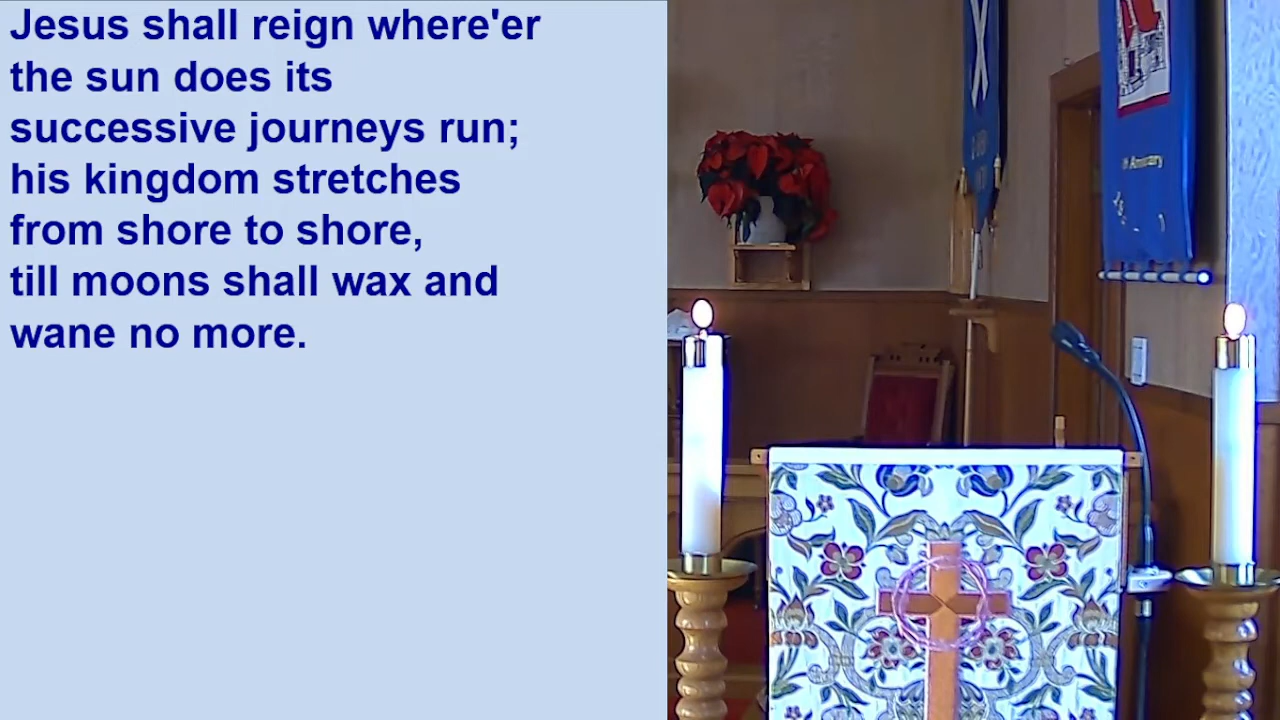 Jesus shall reign where'er
the sun does its
successive journeys run;
his kingdom stretches
from shore to shore,
till moons shall wax and
wane no more.